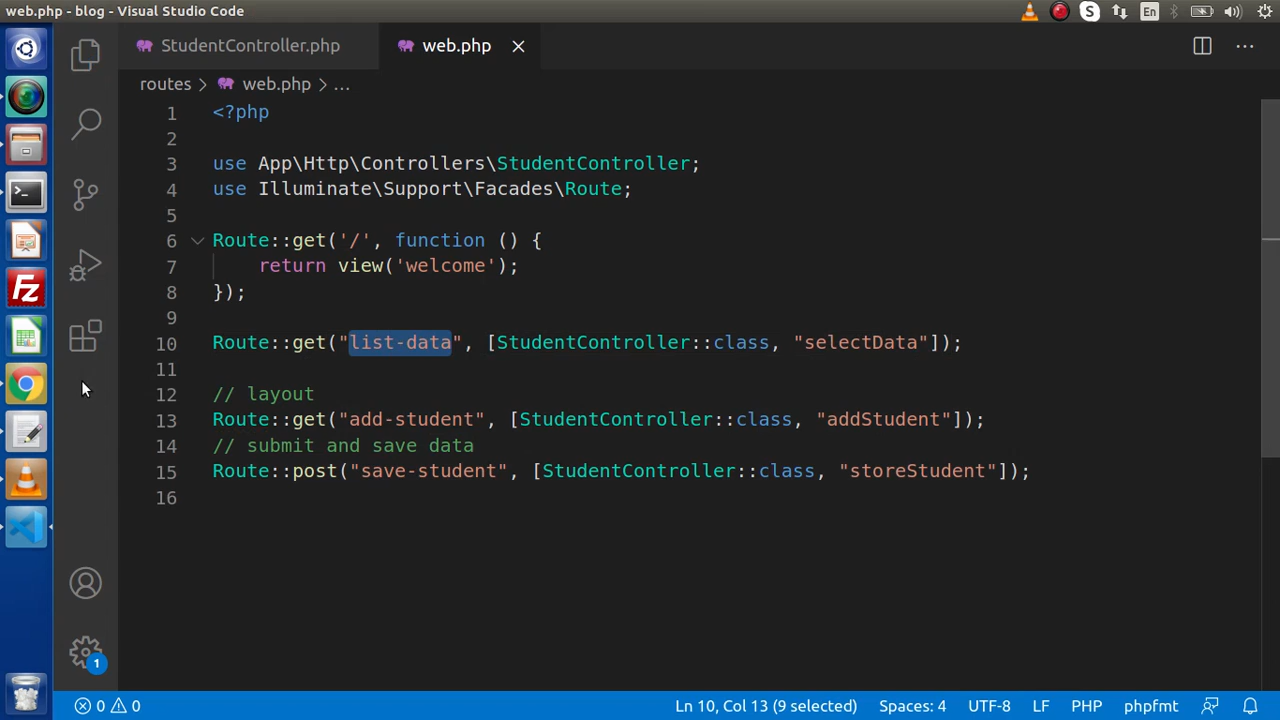 web.php - blog - Visual Studio Code
S
En
StudentController.php
web.php
routes > web.php > ...
1 <?php
2
3 use App\Http\Controllers\StudentController;
4 use Illuminate\Support\Facades\Route;
5
6 Route::get('/', function () {
7 return view('welcome');
8 });
9
10 Route::get("list-data", [StudentController::class, "selectData"]);
11
12 // layout
13 Route::get("add-student", [StudentController::class, "addStudent"]);
14 // submit and save data
15 Route::post("save-student", [StudentController::class, "storeStudent"]);
16
Fz
1
0 0 Ln 10, Col 13 (9 selected) Spaces: 4 UTF-8 LF PHP phpfmt